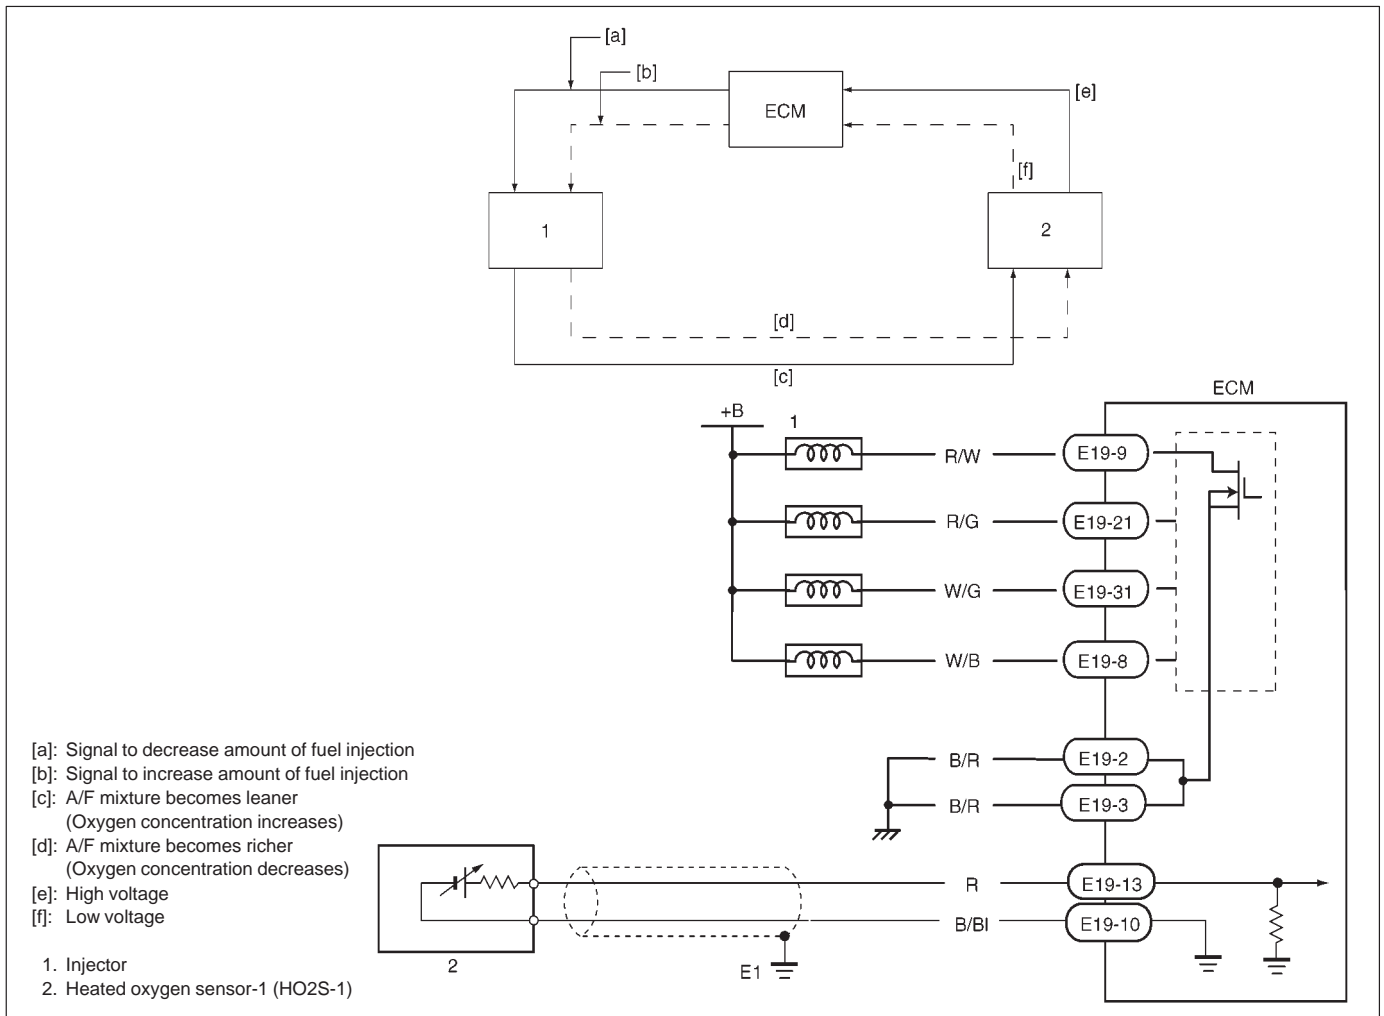 [a]
[b]
ECM
[e]
[f]
1
2
[d]
[c]
ECM
+B
1
R/W
E19-9
R/G
E19-21
W/G
E19-31
W/B
E19-8
B/R
E19-2
B/R
E19-3
R
E19-13
B/Bl
E19-10
E1
2
[a]: Signal to decrease amount of fuel injection
[b]: Signal to increase amount of fuel injection
[c]: A/F mixture becomes leaner
(Oxygen concentration increases)
[d]: A/F mixture becomes richer
(Oxygen concentration decreases)
[e]: High voltage
[f]: Low voltage
1. Injector
2. Heated oxygen sensor-1 (HO2S-1)